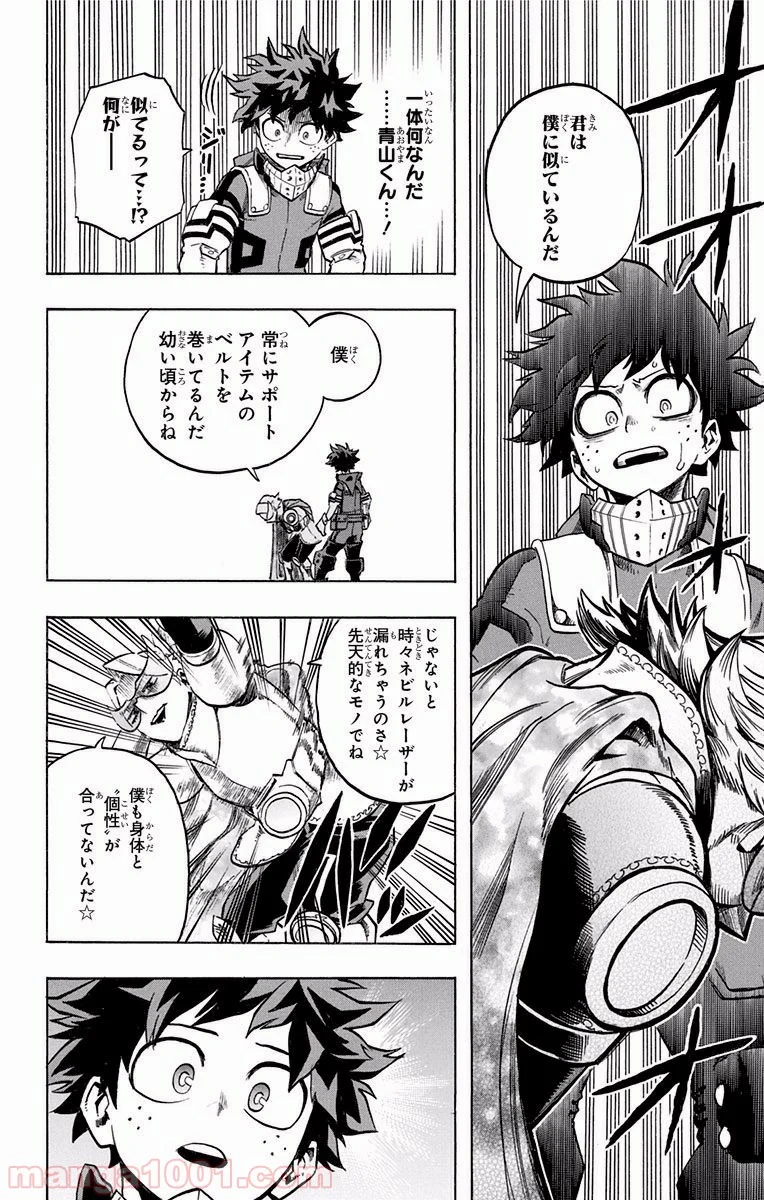 君は
僕に似ているんだ
一体何なんだ
………青山くん…！
ジ…
似てるって…!?
何が──
僕
常にサポート
アイテムの
ベルトを
巻いてるんだ
幼い頃からね
じゃないと
時々ネビルレーザーが
漏れちゃうのさ☆
先天的なモノでね
僕も身体と
〝個性〟が
合ってないんだ☆
manga1001.com